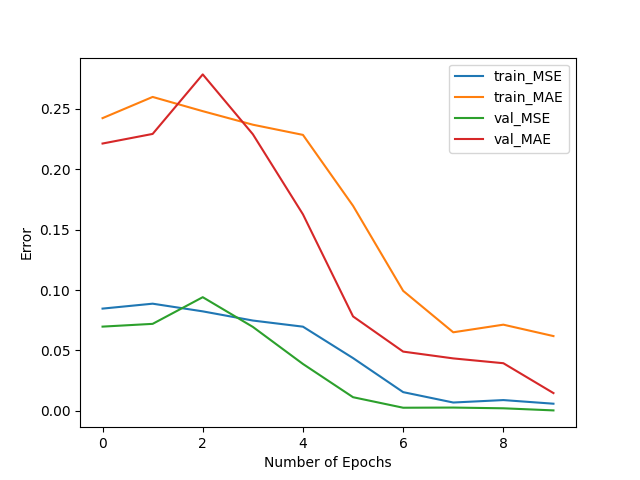 train_MSE
train_MAE
val_MSE
val_MAE
0.25
0.20
0.15
0.10
0.05
0.00
Error
0 2 4 6 8
Number of Epochs